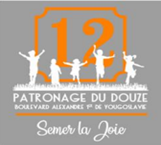 12
PATRONAGE DU DOUZE
BOULEVARD ALEXANDRE 1ER DE YOUGOSLAVIE
Semer la Joie